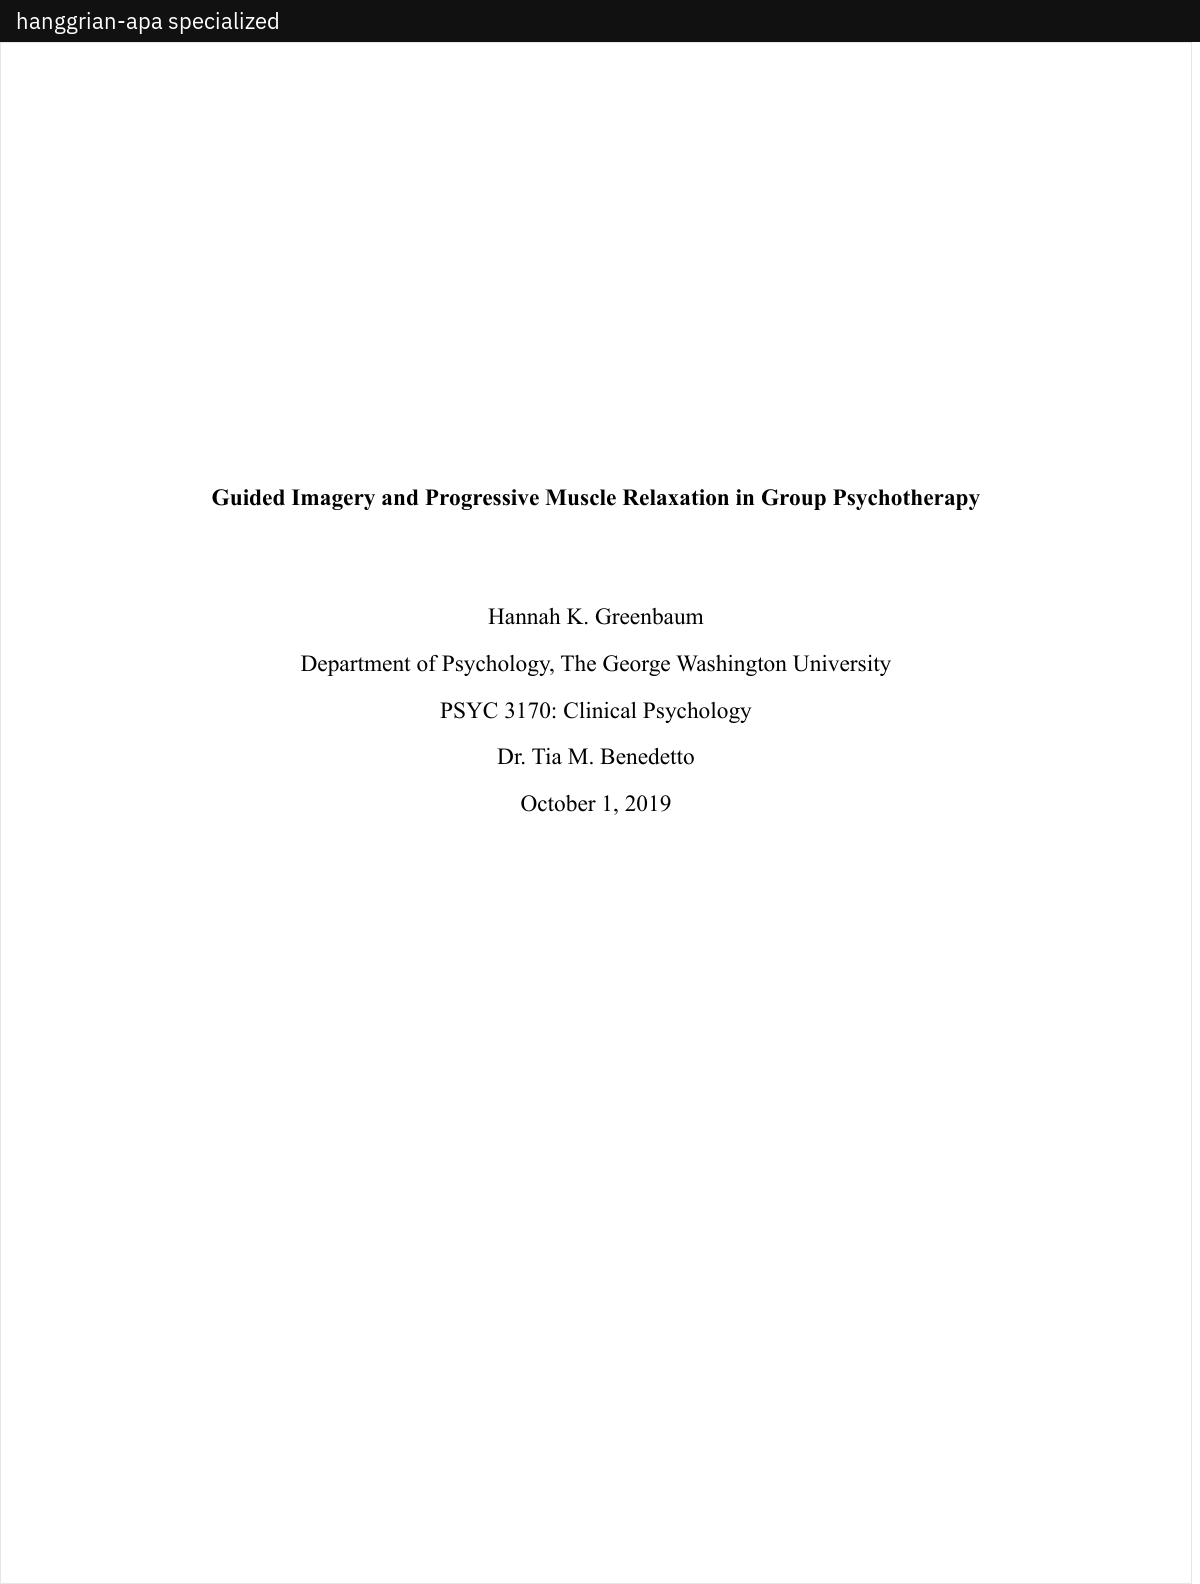 hanggrian-apa specialized
Guided Imagery and Progressive Muscle Relaxation in Group Psychotherapy
Hannah K. Greenbaum
Department of Psychology, The George Washington University
PSYC 3170: Clinical Psychology
Dr. Tia M. Benedetto
October 1, 2019